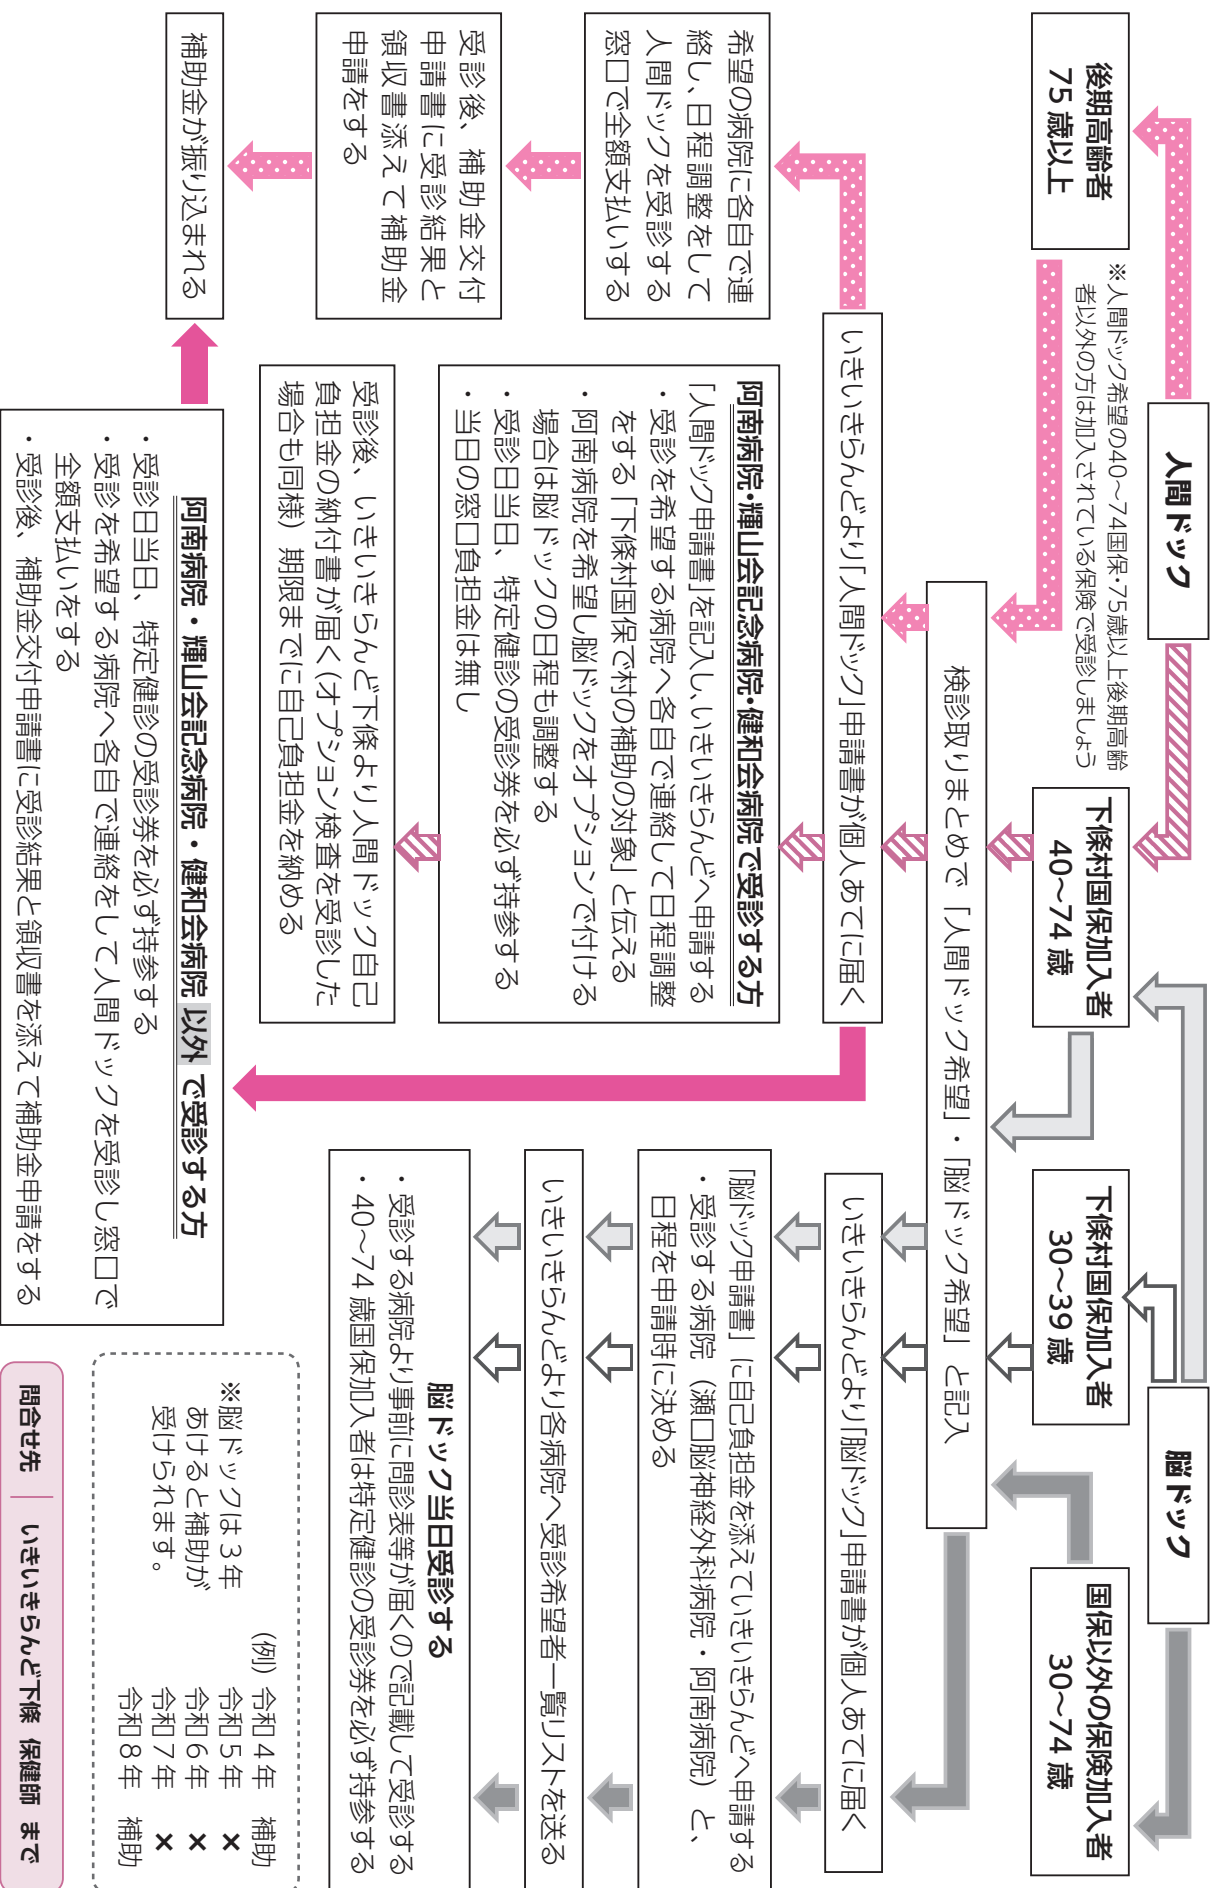 人間ドック
脳ドック
後期高齢者
75歳以上
下條村国保加入者
40〜74歳
下條村国保加入者
30〜39歳
国保以外の保険加入者
30〜74歳
※人間ドック希望の40〜74国保・75歳以上後期高齢
者以外の方は加入されている保険で受診しましょう
検診取りまとめで「人間ドック希望」・「脳ドック希望」と記入
いきいきらんどより「人間ドック」申請書が個人あてに届く
いきいきらんどより「脳ドック」申請書が個人あてに届く
希望の病院に各自で連
絡し、日程調整をして
人間ドックを受診する
窓口で全額支払いする
受診後、補助金交付
申請書に受診結果と
領収書添えて補助金
申請をする
補助金が振り込まれる
阿南病院・輝山会記念病院・健和会病院で受診する方
「人間ドック申請書」を記入し、いきいきらんどへ申請する
・受診を希望する病院へ各自で連絡して日程調整
をする「下條村国保で村の補助の対象」と伝える
・阿南病院を希望し脳ドックをオプションで付ける
場合は脳ドックの日程も調整する
・受診日当日、特定健診の受診券を必ず持参する
・当日の窓口負担金は無し
受診後、いきいきらんど下條より人間ドック自己
負担金の納付書が届く(オプション検査を受診した
場合も同様）期限までに自己負担金を納める
阿南病院・輝山会記念病院・健和会病院 以外 で受診する方
・受診日当日、特定健診の受診券を必ず持参する
・受診を希望する病院へ各自で連絡をして人間ドックを受診し窓口で
全額支払いをする
・受診後、補助金交付申請書に受診結果と領収書を添えて補助金申請をする
「脳ドック申請書」に自己負担金を添えていきいきらんどへ申請する
・受診する病院（瀬口脳神経外科病院・阿南病院）と、
日程を申請時に決める
いきいきらんどより各病院へ受診希望者一覧リストを送る
脳ドック当日受診する
・受診する病院より事前に問診表等が届くので記載して受診する
・40〜74歳国保加入者は特定健診の受診券を必ず持参する
※脳ドックは３年
あけると補助が
受けられます。
（例）令和４年　補助
令和５年　×
令和６年　×
令和７年　×
令和８年　補助
問合せ先　いきいきらんど下條 保健師 まで